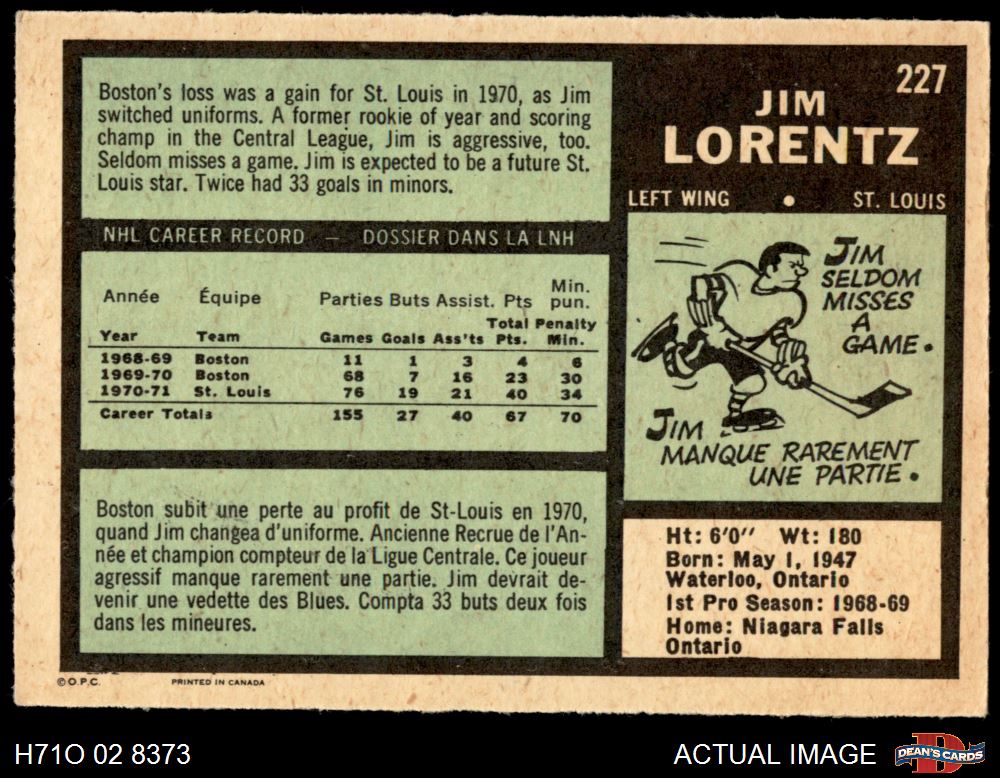 Boston's loss was a gain for St. Louis in 1970, as Jim
switched uniforms. A former rookie of year and scoring
champ in the Central League, Jim is aggressive, too.
Seldom misses a game. Jim is expected to be a future St.
Louis star. Twice had 33 goals in minors.
NHL CAREER RECORD — DOSSIER DANS LA LNH
Année Équipe Parties Buts Assist. Pts Min. pun.
Year Team Games Goals Ass'ts Total Pts. Penalty Min.
1968-69 Boston 11 1 3 4 6
1969-70 Boston 68 7 16 23 30
1970-71 St. Louis 76 19 21 40 34
Career Totals 155 27 40 67 70
Boston subit une perte au profit de St-Louis en 1970,
quand Jim changea d'uniforme. Ancienne Recrue de l'An-
née et champion compteur de la Ligue Centrale. Ce joueur
agressif manque rarement une partie. Jim devrait de-
venir une vedette des Blues. Compta 33 buts deux fois
dans les mineures.
227
JIM
LORENTZ
LEFT WING • ST. LOUIS
JIM
SELDOM
MISSES
A
GAME.
JIM
MANQUE RAREMENT
UNE PARTIE.
Ht: 6'0'' Wt: 180
Born: May 1, 1947
Waterloo, Ontario
1st Pro Season: 1968-69
Home: Niagara Falls
Ontario
© O.P.C. PRINTED IN CANADA
H71O 02 8373
ACTUAL IMAGE
DEAN'S CARDS